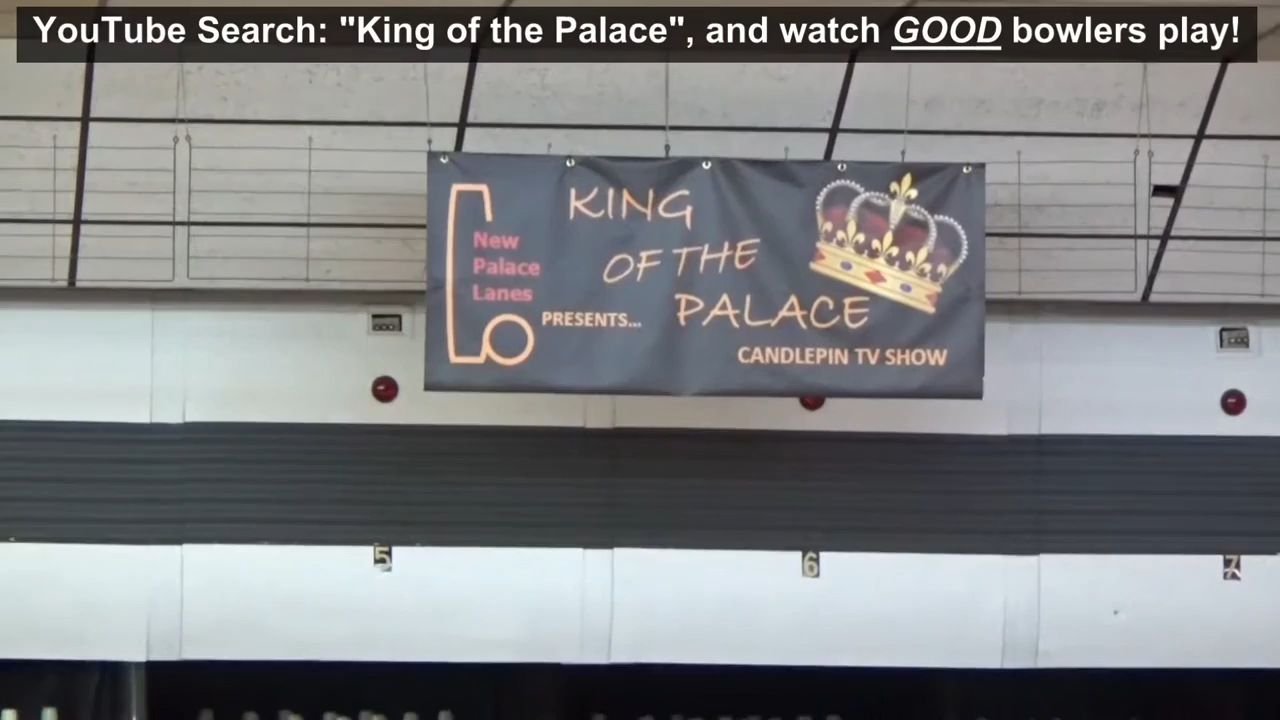 YouTube Search: "King of the Palace", and watch GOOD bowlers play!
KING
OF THE
PALACE
New
Palace
Lanes
PRESENTS...
CANDLEPIN TV SHOW
5
6
7